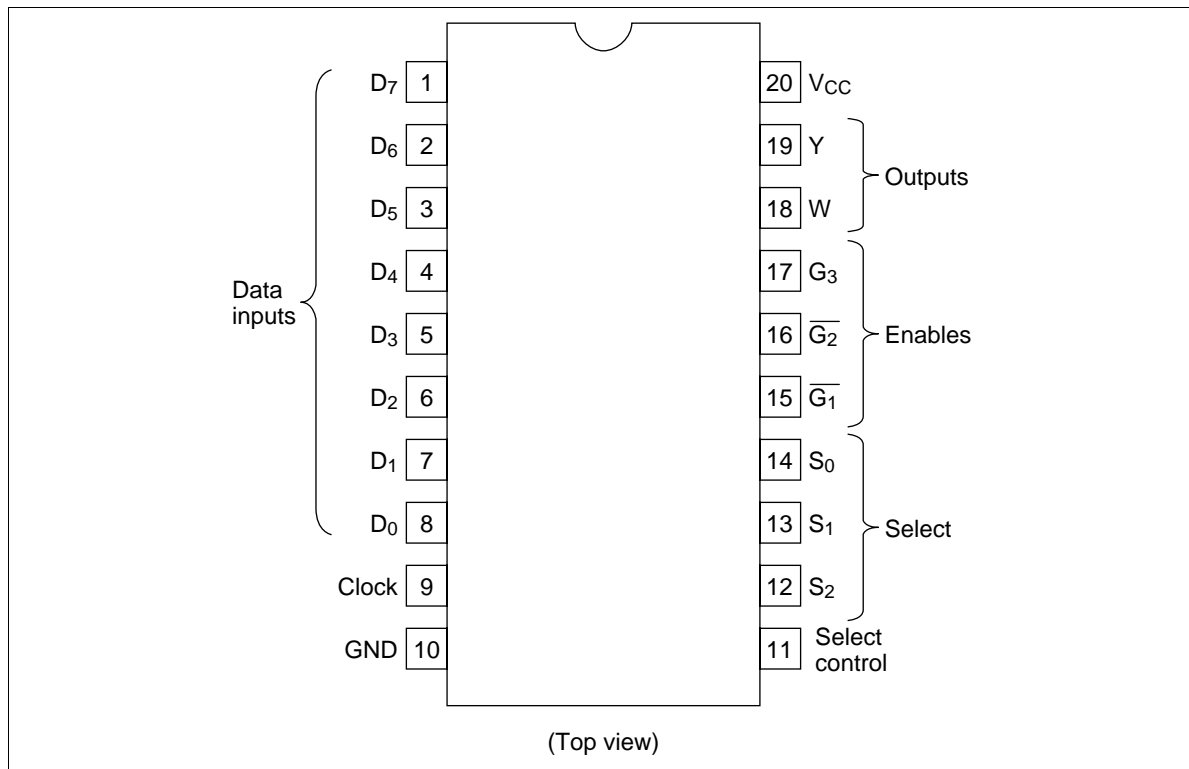 D7 1
D6 2
D5 3
D4 4
D3 5
D2 6
D1 7
D0 8
Clock 9
GND 10
Data
inputs
20 VCC
19 Y
18 W
17 G3
16 G̅2̅
15 G̅1̅
14 S0
13 S1
12 S2
11 Select
control
Outputs
Enables
Select
(Top view)